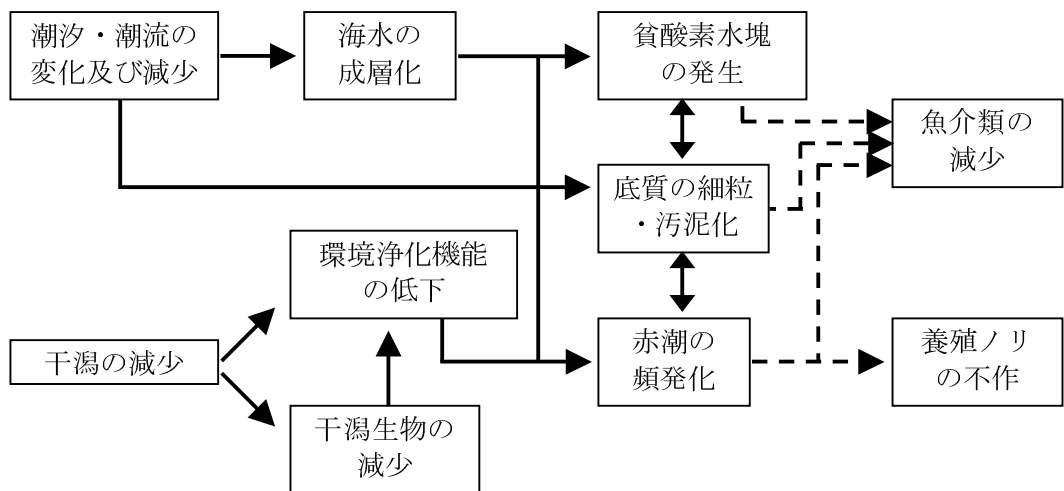 潮汐・潮流の
変化及び減少
海水の
成層化
貧酸素水塊
の発生
魚介類の
減少
底質の細粒
・汚泥化
環境浄化機能
の低下
干潟の減少
干潟生物の
減少
赤潮の
頻発化
養殖ノリ
の不作